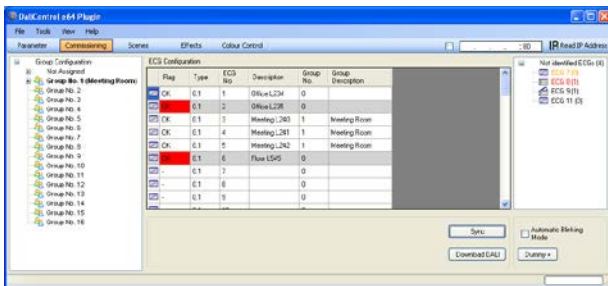 DaliControl e64 Plugin
File Tools View Help
Parameter Commissioning Scenes Effects Colour Control . . . :80 IP Read IP Address
Group Configuration
Not Assigned
Group No. 1 (Meeting Room)
Group No. 2
Group No. 3
Group No. 4
Group No. 5
Group No. 6
Group No. 7
Group No. 8
Group No. 9
Group No. 10
Group No. 11
Group No. 12
Group No. 13
Group No. 14
Group No. 15
Group No. 16
ECG Configuration
Flag Type ECG No Description Group No. Group Description
OK 0.1 1 Office L234 0
0.1 2 Office L235 0
OK 0.1 3 Meeting L240 1 Meeting Room
OK 0.1 4 Meeting L241 1 Meeting Room
OK 0.1 5 Meeting L242 1 Meeting Room
0.1 6 Floor L545 0
- 0.1 7 0
- 0.1 8 0
- 0.1 9 0
Not identified ECGs (4)
ECG 7 (0)
ECG 8 (1)
ECG 9 (1)
ECG 11 (0)
Sync
Automatic Blinking
Mode
Download DALI
Dummy +